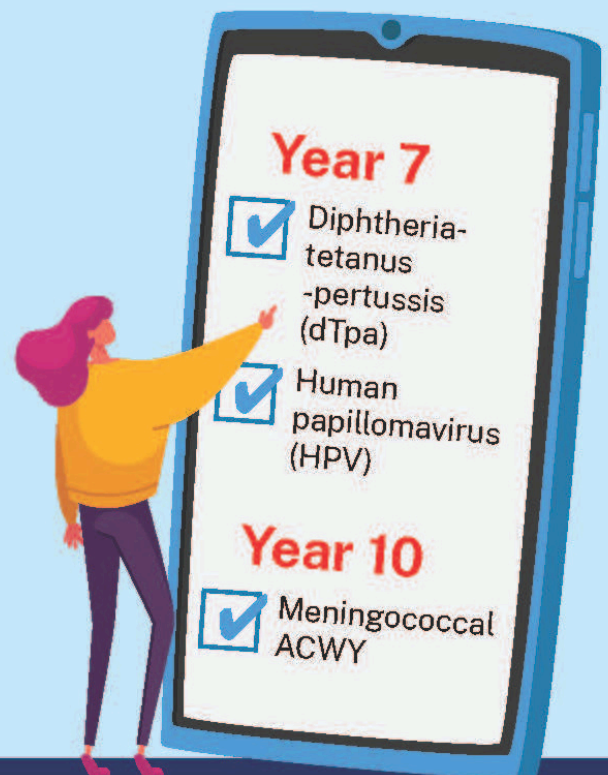 Year 7
Diphtheria-
tetanus
-pertussis
(dTpa)
Human
papillomavirus
(HPV)
Year 10
Meningococcal
ACWY